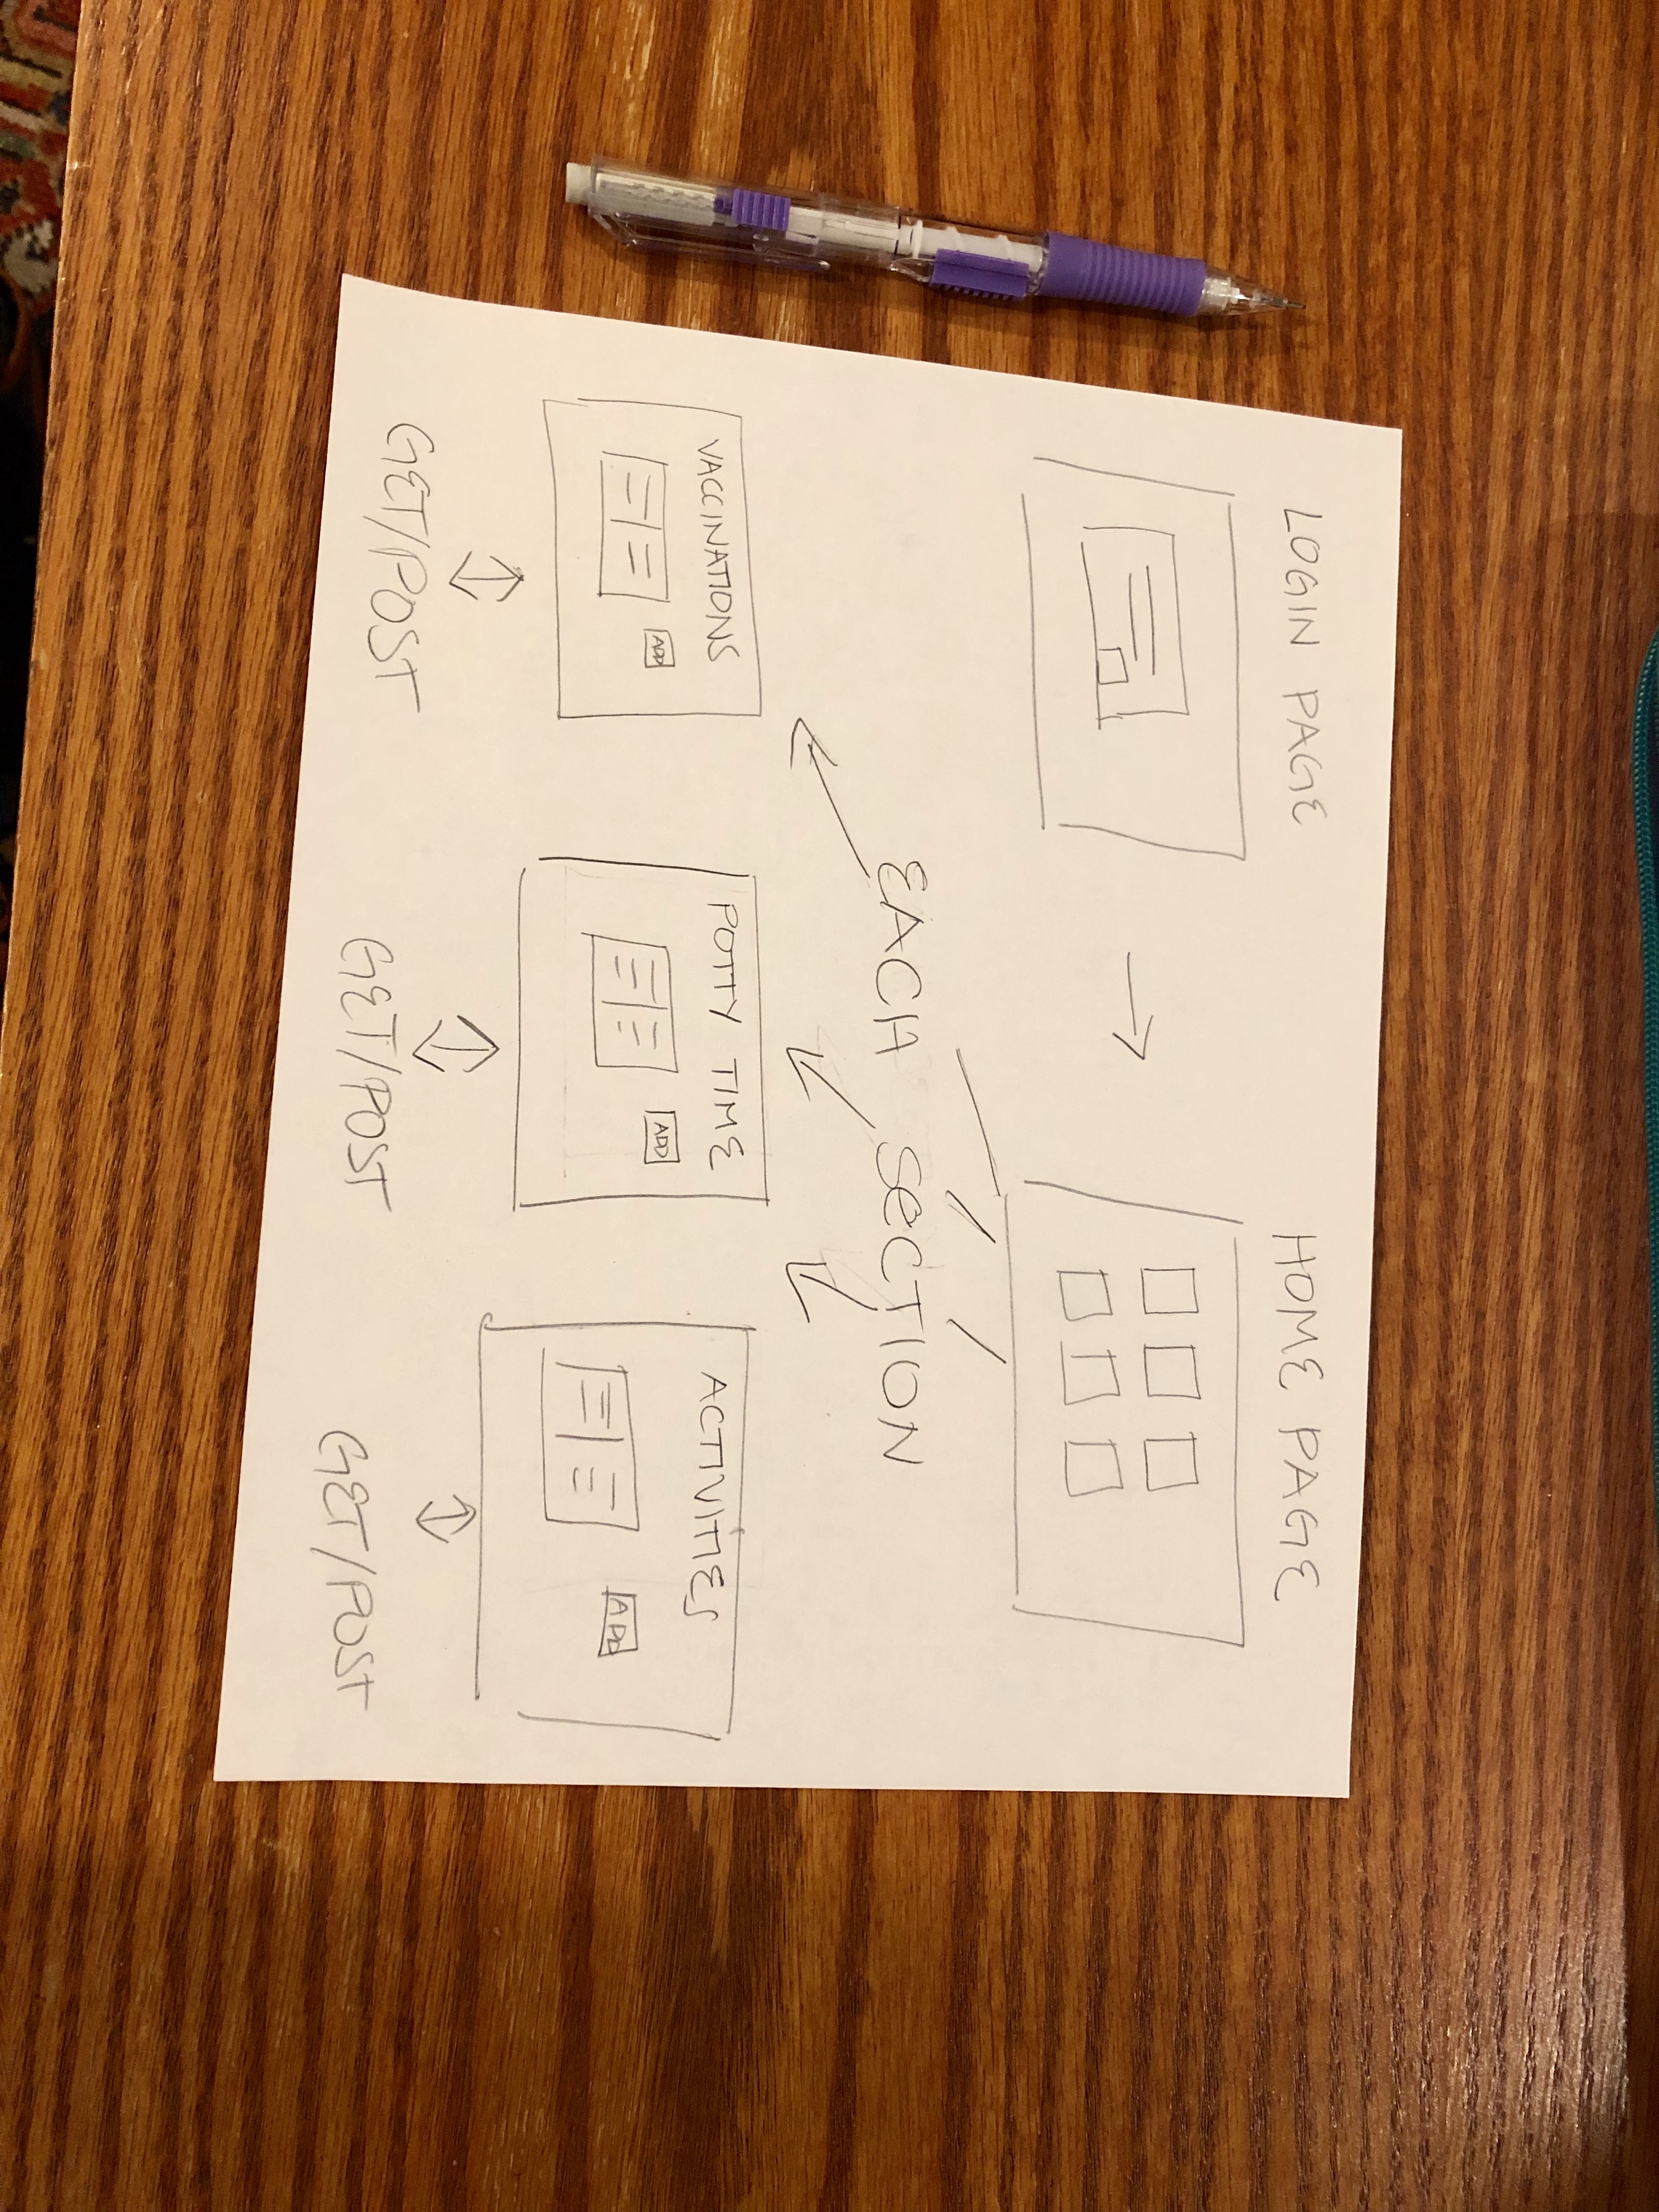 LOGIN PAGE
HOME PAGE
EACH SECTION
VACCINATIONS
ADD
POTTY TIME
ADD
ACTIVITIES
ADD
GET/POST
GET/POST
GET/POST